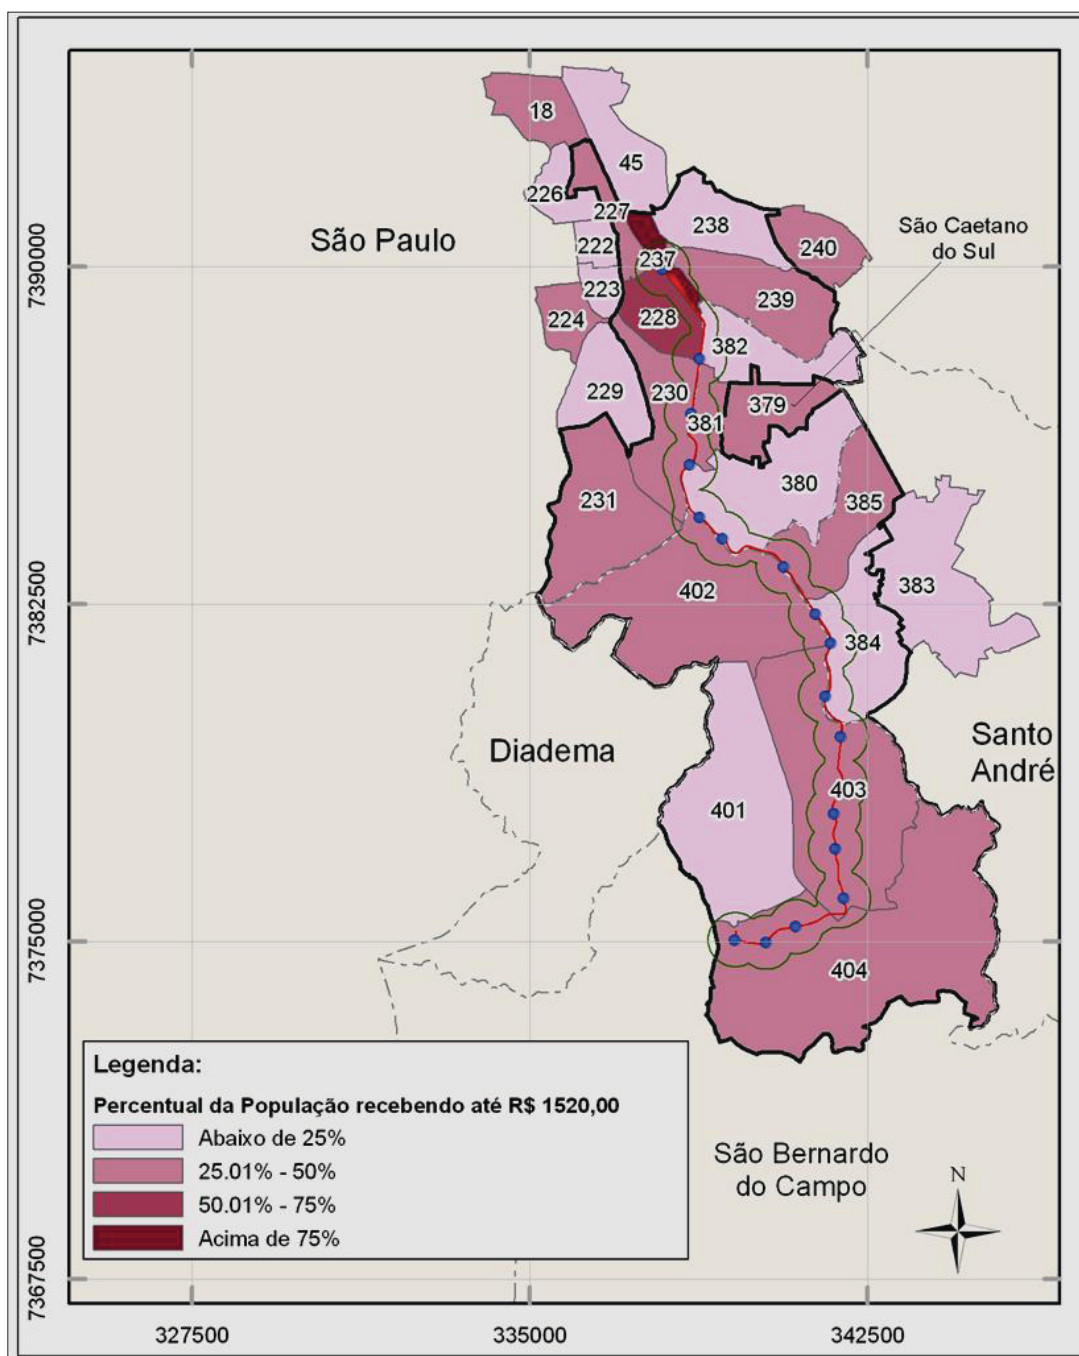 18
45
226
227
238
São Paulo
222
237
240
São Caetano
do Sul
223
239
224
228
382
229
230
379
381
231
380
385
402
383
384
Diadema
Santo
André
403
401
404
7390000
7382500
7375000
7367500
Legenda:
Percentual da População recebendo até R$ 1520,00
Abaixo de 25%
25.01% - 50%
50.01% - 75%
Acima de 75%
São Bernardo
do Campo
N
327500 335000 342500